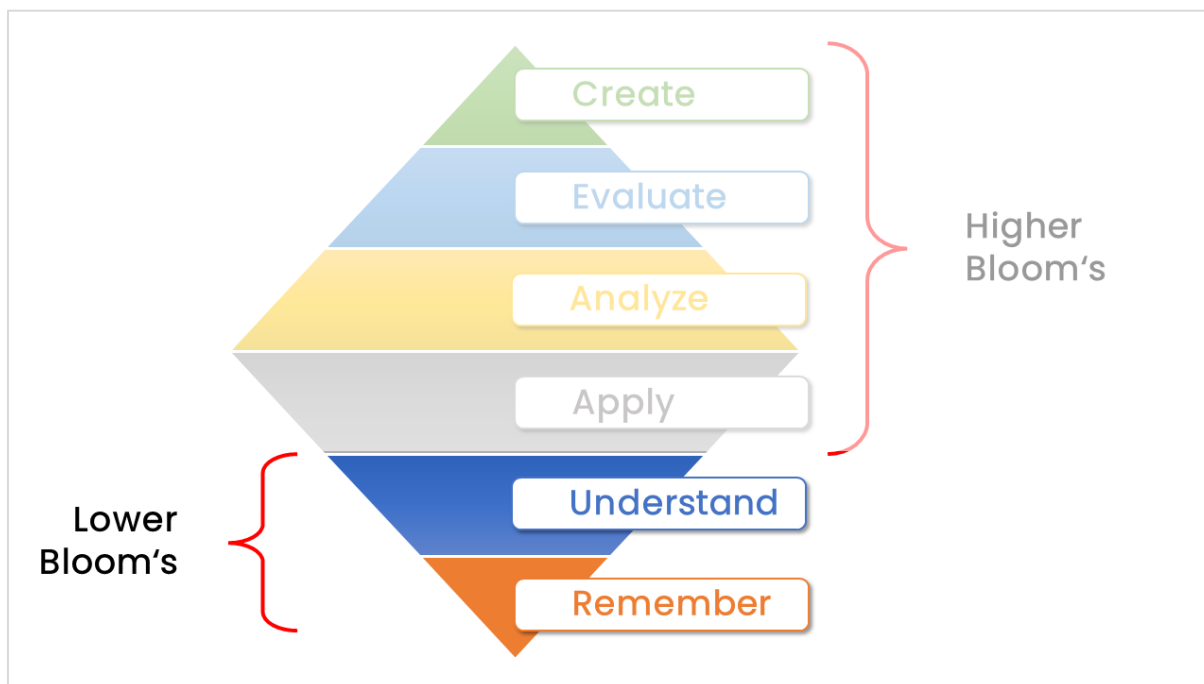 Create
Evaluate
Higher
Bloom‘s
Analyze
Apply
Understand
Lower
Bloom‘s
Remember